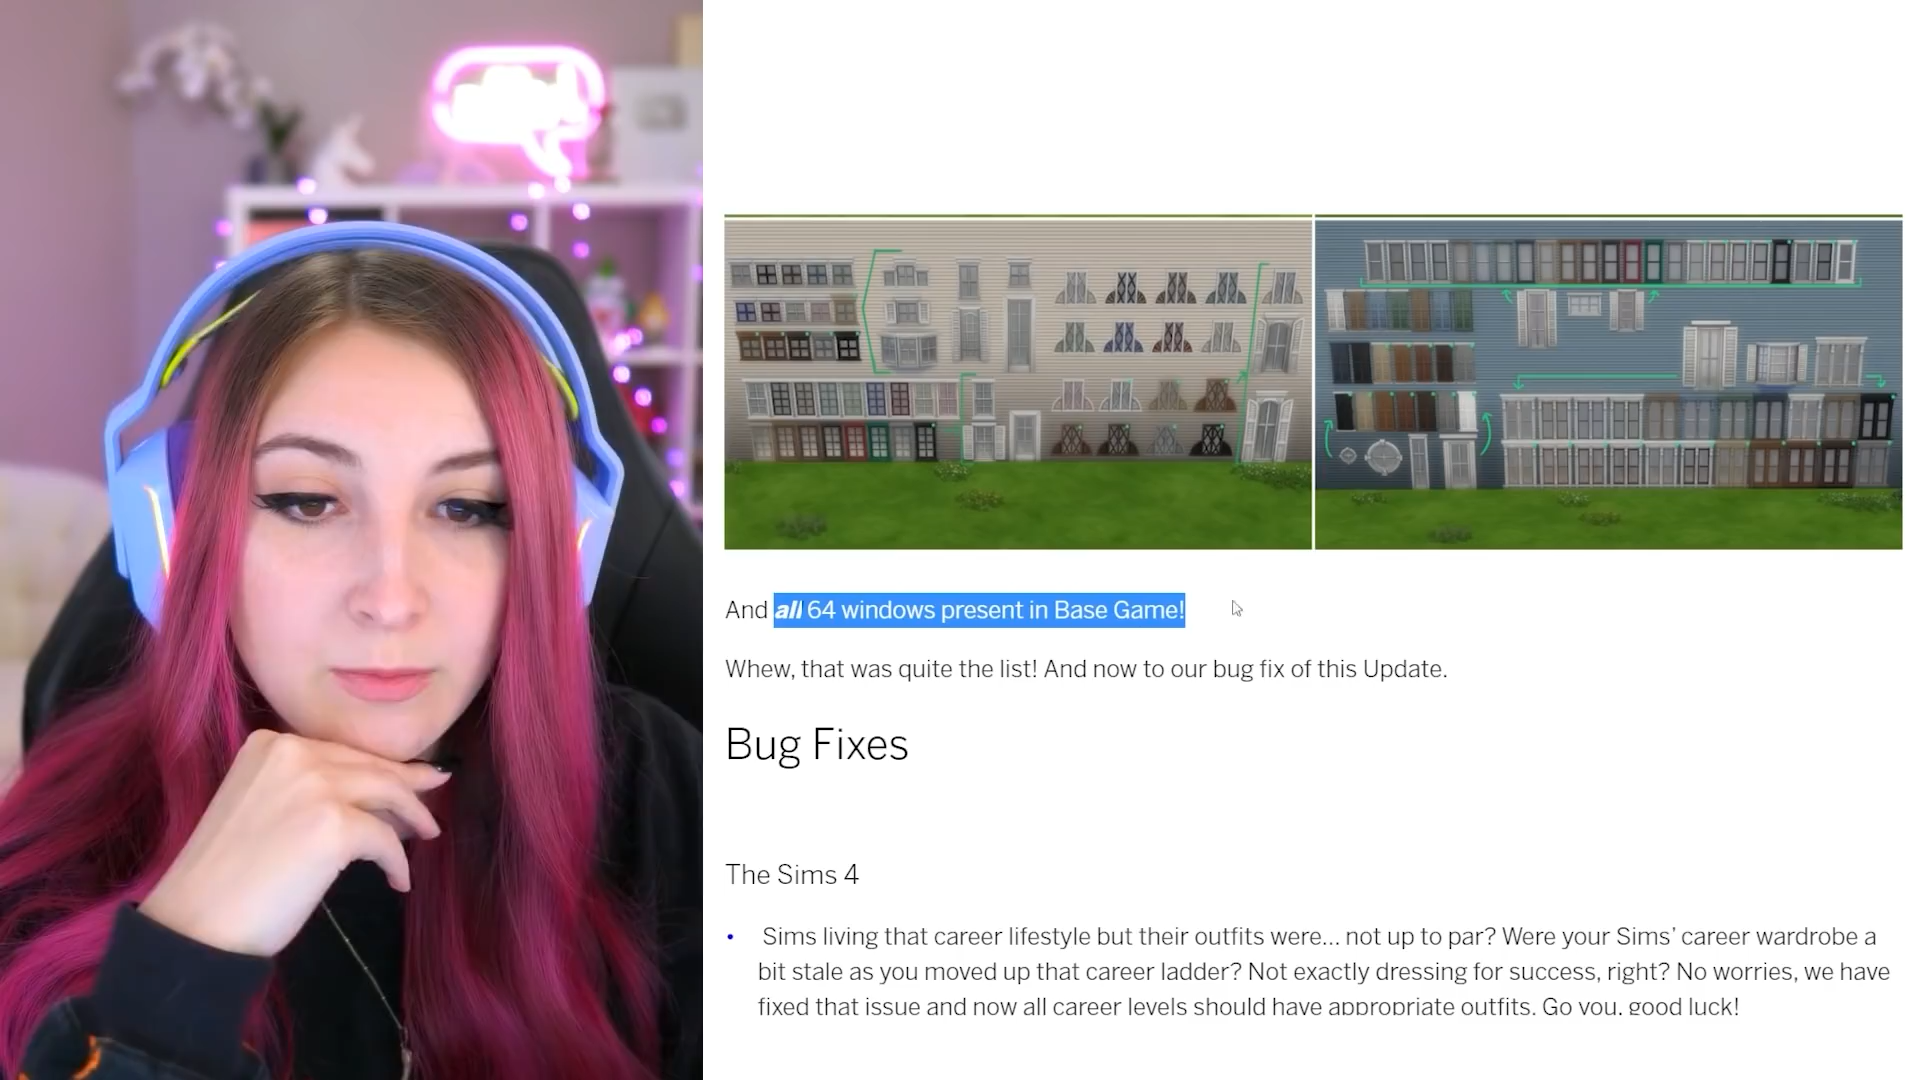 And all 64 windows present in Base Game!
Whew, that was quite the list! And now to our bug fix of this Update.
Bug Fixes
The Sims 4
• Sims living that career lifestyle but their outfits were... not up to par? Were your Sims' career wardrobe a
bit stale as you moved up that career ladder? Not exactly dressing for success, right? No worries, we have
fixed that issue and now all career levels should have appropriate outfits. Go you, good luck!